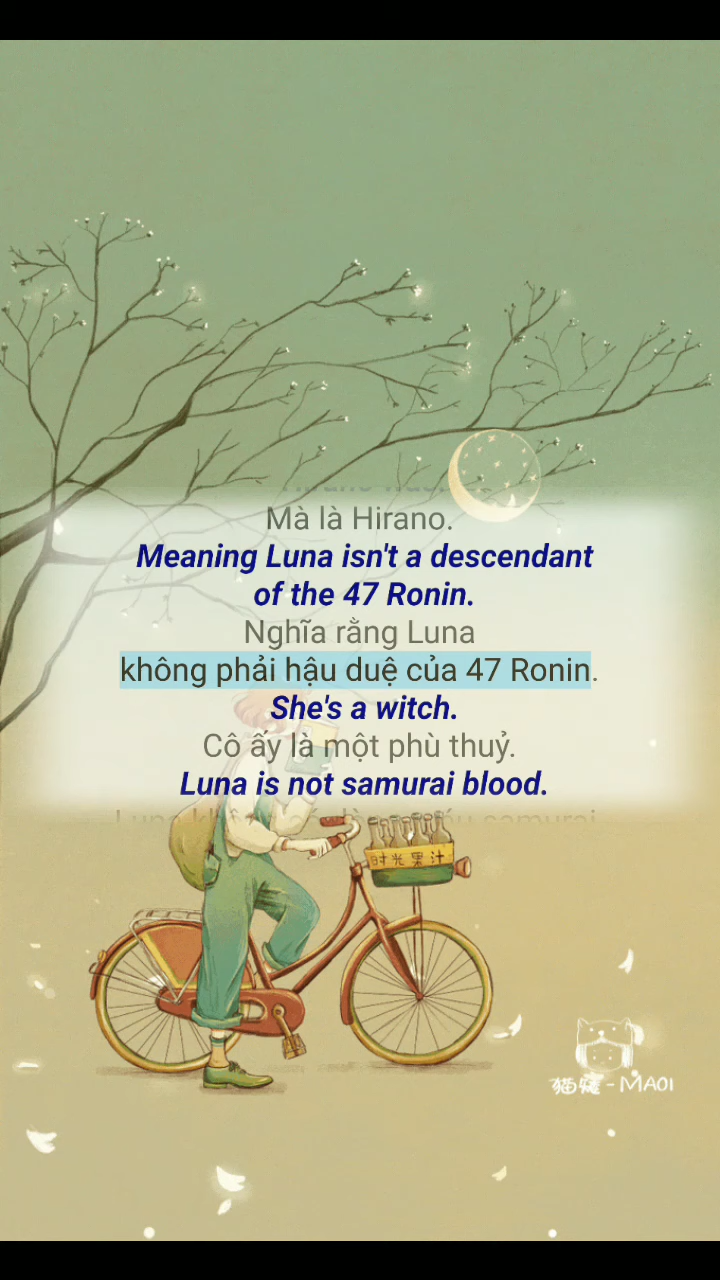 Mà là Hirano.
Meaning Luna isn't a descendant
of the 47 Ronin.
Nghĩa rằng Luna
không phải hậu duệ của 47 Ronin.
She's a witch.
Cô ấy là một phù thuỷ.
Luna is not samurai blood.
时光果汁
MAOI